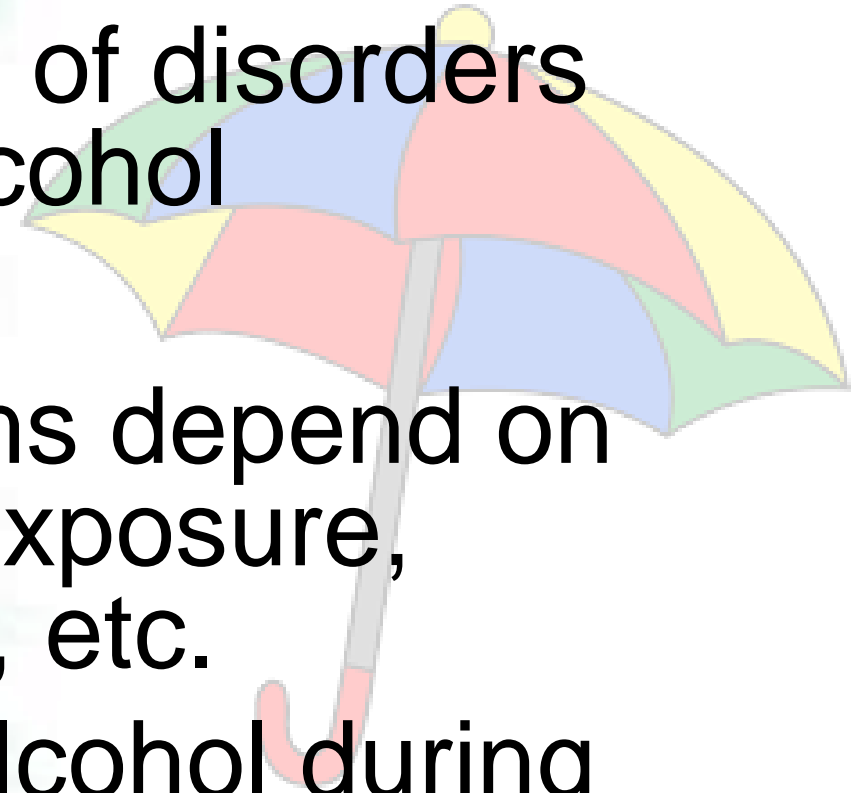 of disorders
cohol
ns depend on
xposure,
, etc.
lcohol during